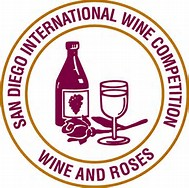 SAN DIEGO INTERNATIONAL WINE COMPETITION
WINE AND ROSES